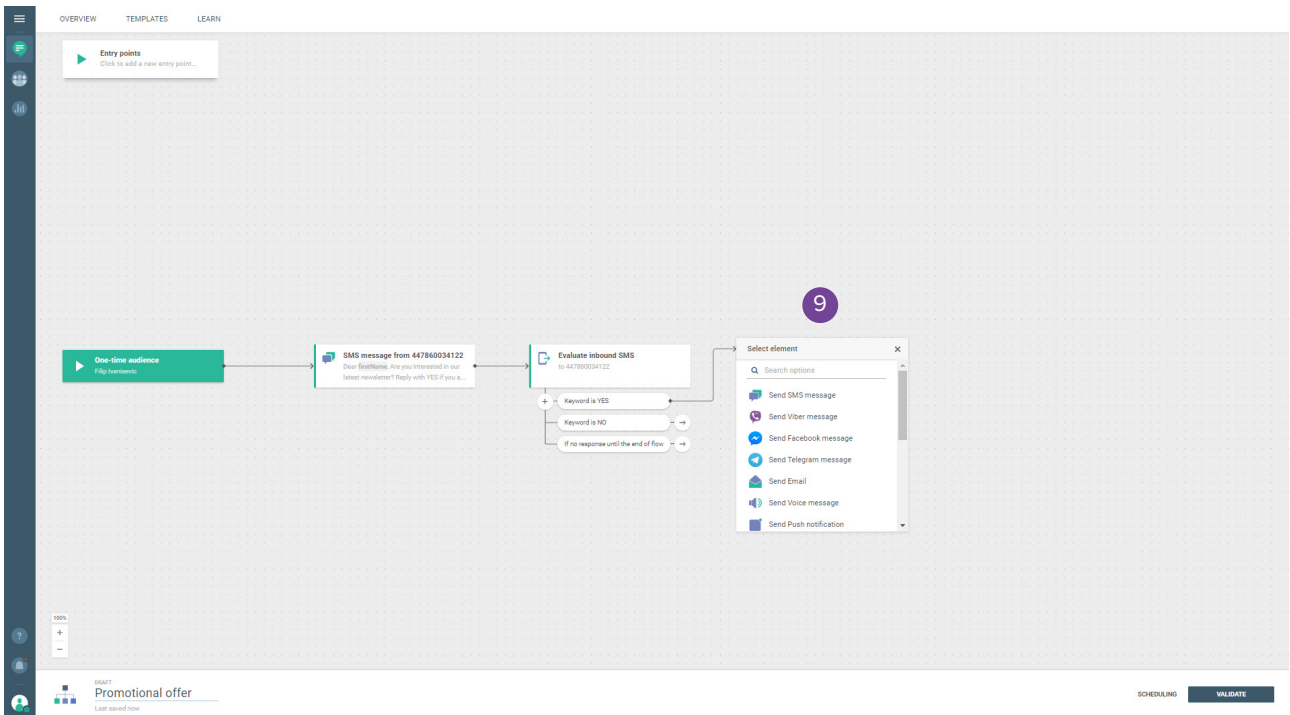 OVERVIEW TEMPLATES LEARN
Entry points
Click to add a new entry point...
9
One-time audience
Filip Ivanisevic
SMS message from 447860034122
Dear firstName, Are you interested in our
latest newsletter? Reply with YES if you a...
Evaluate inbound SMS
to 447860034122
Keyword is YES
Keyword is NO
If no response until the end of flow
Select element
Search options
Send SMS message
Send Viber message
Send Facebook message
Send Telegram message
Send Email
Send Voice message
Send Push notification
100%
+
−
?
DRAFT
Promotional offer
Last saved now
SCHEDULING VALIDATE